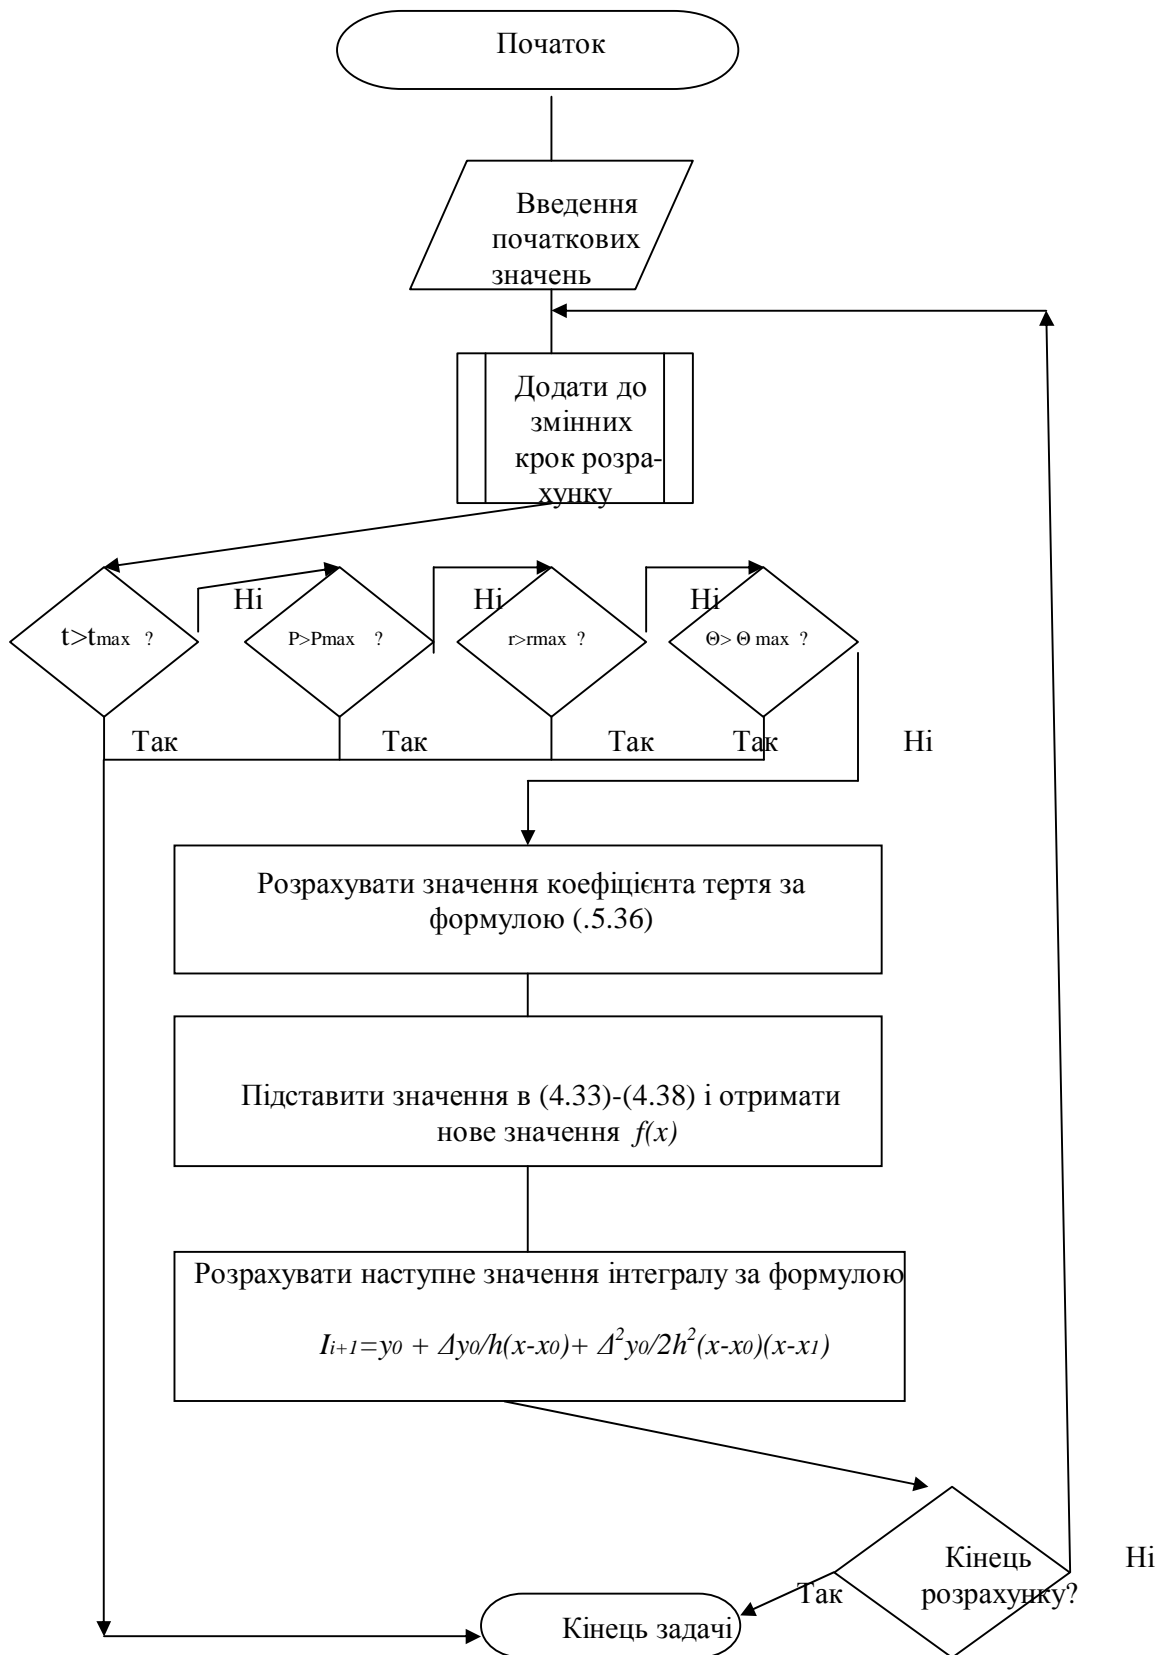 Початок
Введення
початкових
значень
Додати до
змінних
крок розра-
хунку
Ні
Ні
Ні
t>tmax ?
P>Pmax ?
r>rmax ?
Θ> Θ max ?
Так
Так
Так
Так
Ні
Розрахувати значення коефіцієнта тертя за
формулою (.5.36)
Підставити значення в (4.33)-(4.38) і отримати
нове значення f(x)
Розрахувати наступне значення інтегралу за формулою
Ii+1=y0 + Δy0/h(x-x0)+ Δ²y0/2h²(x-x0)(x-x1)
Кінець
розрахунку?
Ні
Так
Кінець задачі